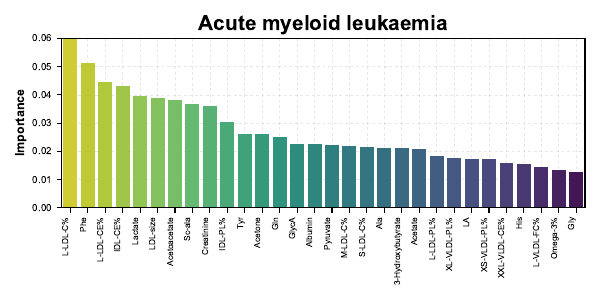 Acute myeloid leukaemia
Importance
0.06
0.05
0.04
0.03
0.02
0.01
0.00
L-LDL-C%
Phe
L-LDL-CE%
IDL-CE%
Lactate
LDL-size
Acetoacetate
Sc-ala
Creatinine
IDL-PL%
Tyr
Acetone
Gln
GlycA
Albumin
Pyruvate
M-LDL-C%
S-LDL-C%
Ala
3-Hydroxybutyrate
Acetate
L-LDL-PL%
XL-VLDL-PL%
LA
XS-VLDL-PL%
XXL-VLDL-CE%
His
L-VLDL-FC%
Omega-3%
Gly